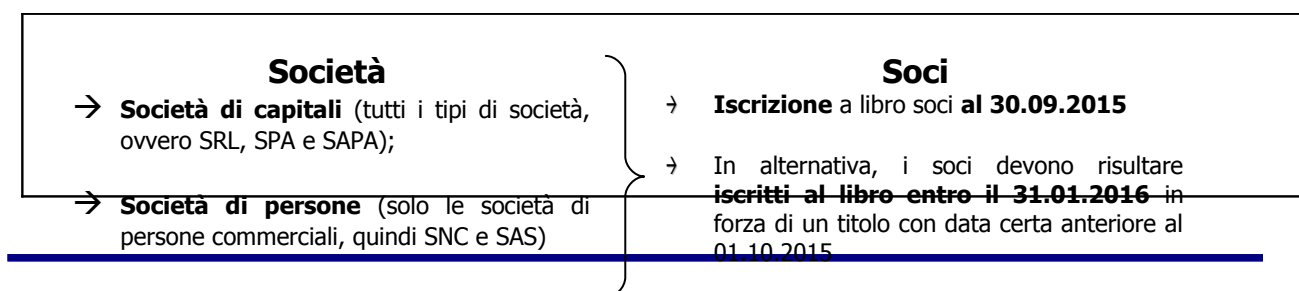 Società
→ Società di capitali (tutti i tipi di società,
ovvero SRL, SPA e SAPA);
→ Società di persone (solo le società di
persone commerciali, quindi SNC e SAS)
Soci
→ Iscrizione a libro soci al 30.09.2015
→ In alternativa, i soci devono risultare
iscritti al libro entro il 31.01.2016 in
forza di un titolo con data certa anteriore al
01.10.2015